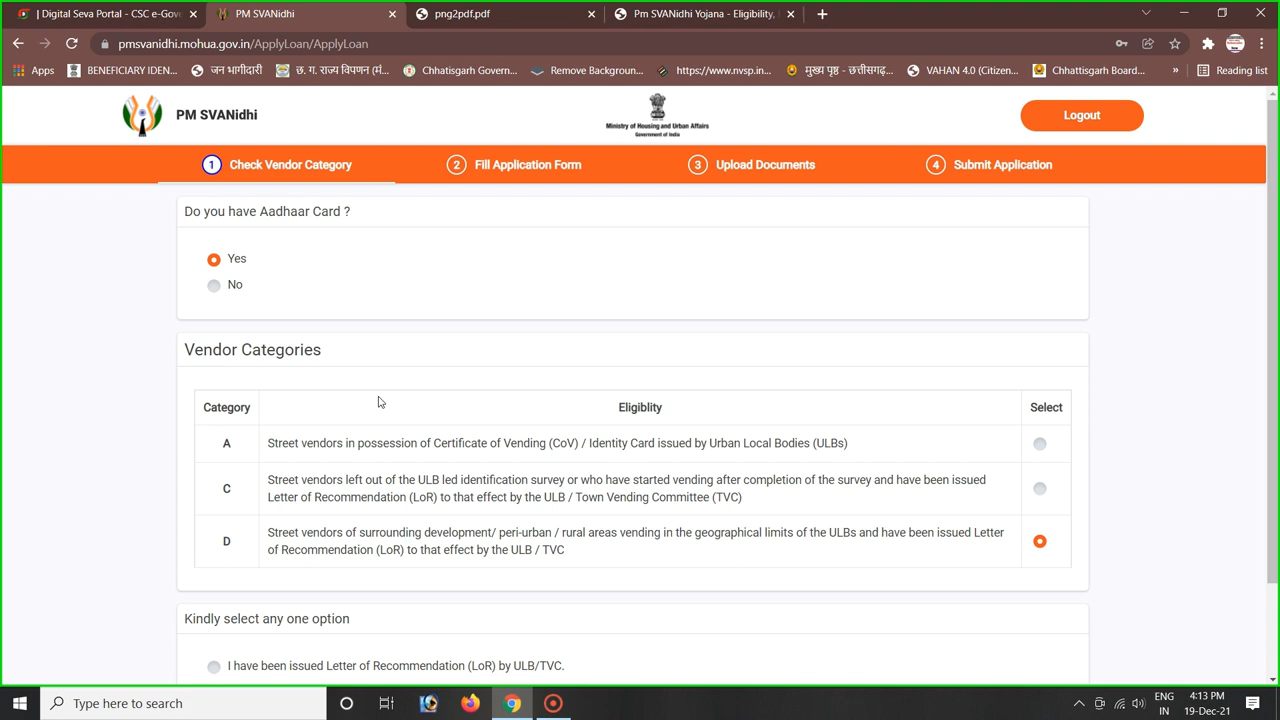 | Digital Seva Portal - CSC e-Gove
PM SVANidhi
png2pdf.pdf
Pm SVANidhi Yojana - Eligibility,
pmsvanidhi.mohua.gov.in/ApplyLoan/ApplyLoan
Apps
BENEFICIARY IDEN...
जन भागीदारी
छ. ग. राज्य विपणन (मं...
Chhatisgarh Govern...
Remove Backgroun...
https://www.nvsp.in...
मुख्य पृष्ठ - छत्तीसगढ़...
VAHAN 4.0 (Citizen...
Chhattisgarh Board...
»
Reading list
PM SVANidhi
Ministry of Housing and Urban Affairs
Government of India
Logout
1 Check Vendor Category
2 Fill Application Form
3 Upload Documents
4 Submit Application
Do you have Aadhaar Card ?
Yes
No
Vendor Categories
Category Eligiblity Select
A Street vendors in possession of Certificate of Vending (CoV) / Identity Card issued by Urban Local Bodies (ULBs)
C Street vendors left out of the ULB led identification survey or who have started vending after completion of the survey and have been issued
Letter of Recommendation (LoR) to that effect by the ULB / Town Vending Committee (TVC)
D Street vendors of surrounding development/ peri-urban / rural areas vending in the geographical limits of the ULBs and have been issued Letter
of Recommendation (LoR) to that effect by the ULB / TVC
Kindly select any one option
I have been issued Letter of Recommendation (LoR) by ULB/TVC.
Type here to search
ENG
IN
4:13 PM
19-Dec-21